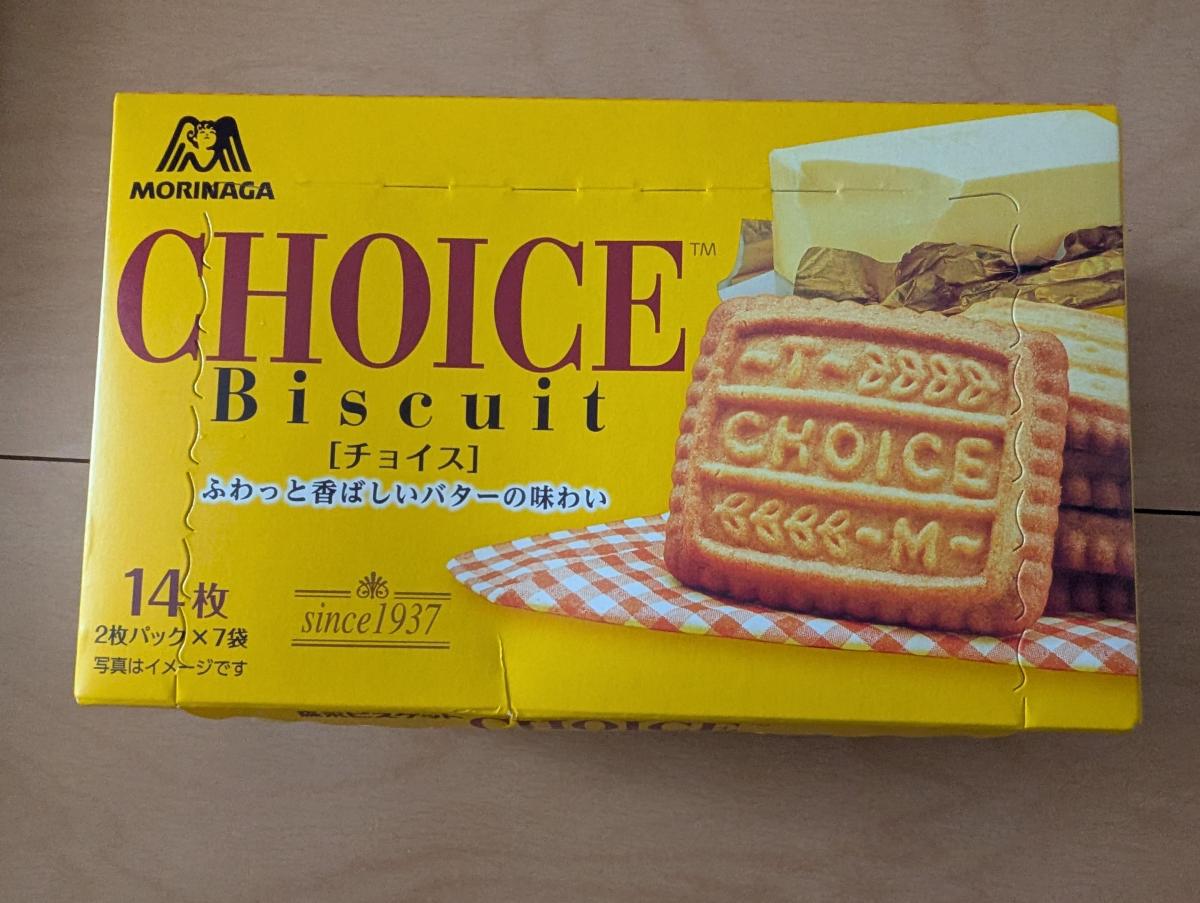 MORINAGA
CHOICE™
Biscuit
[チョイス]
ふわっと香ばしいバターの味わい
14枚
2枚パック×7袋
写真はイメージです
since1937
-T-
CHOICE
-M-
CHOICE